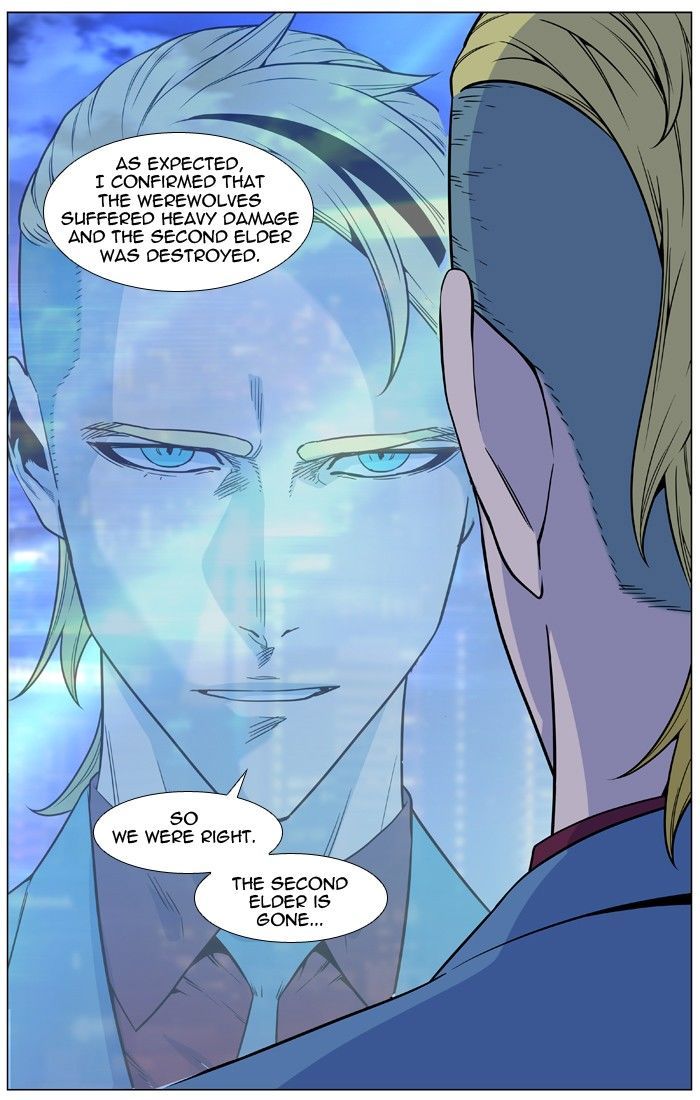 AS EXPECTED,
I CONFIRMED THAT
THE WEREWOLVES
SUFFERED HEAVY DAMAGE
AND THE SECOND ELDER
WAS DESTROYED.
SO
WE WERE RIGHT.
THE SECOND
ELDER IS
GONE...